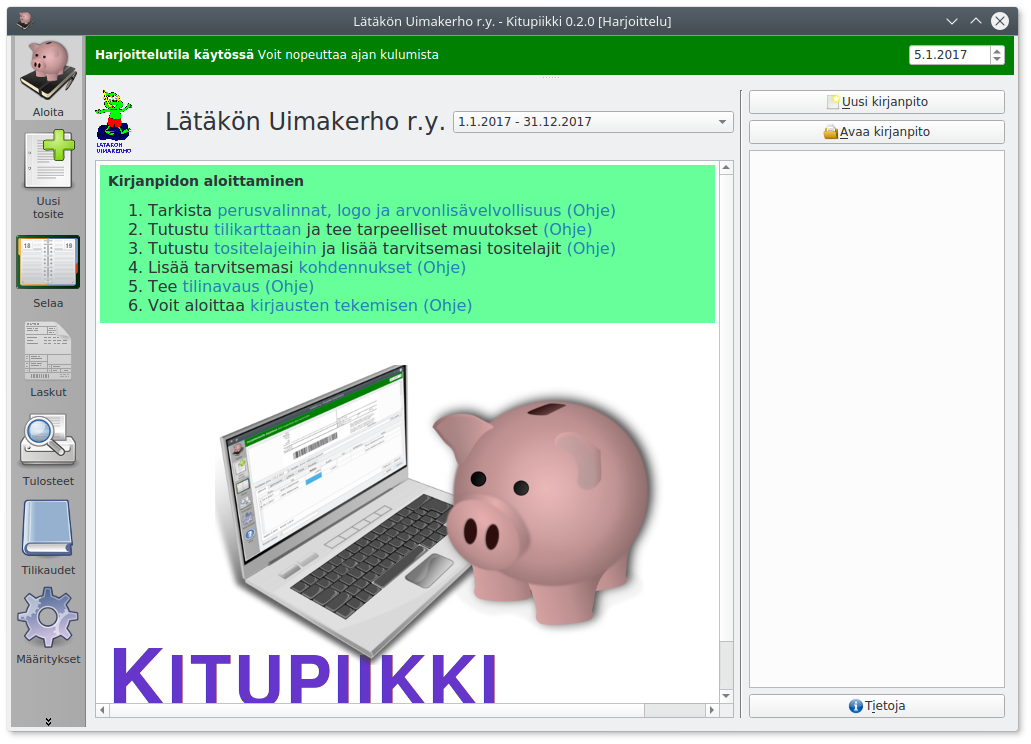 Lätäkön Uimakerho r.y. - Kitupiikki 0.2.0 [Harjoittelu]
Harjoittelutila käytössä Voit nopeuttaa ajan kulumista
5.1.2017
Aloita
Uusi
tosite
18 19
Selaa
Laskut
Tulosteet
Tilikaudet
Määritykset
LÄTÄKÖN
UIMAKERHO
Lätäkön Uimakerho r.y.
1.1.2017 - 31.12.2017
Kirjanpidon aloittaminen
1. Tarkista perusvalinnat, logo ja arvonlisävelvollisuus (Ohje)
2. Tutustu tilikarttaan ja tee tarpeelliset muutokset (Ohje)
3. Tutustu tositelajeihin ja lisää tarvitsemasi tositelajit (Ohje)
4. Lisää tarvitsemasi kohdennukset (Ohje)
5. Tee tilinavaus (Ohje)
6. Voit aloittaa kirjausten tekemisen (Ohje)
KITUPIIKKI
Uusi kirjanpito
Avaa kirjanpito
Tietoja